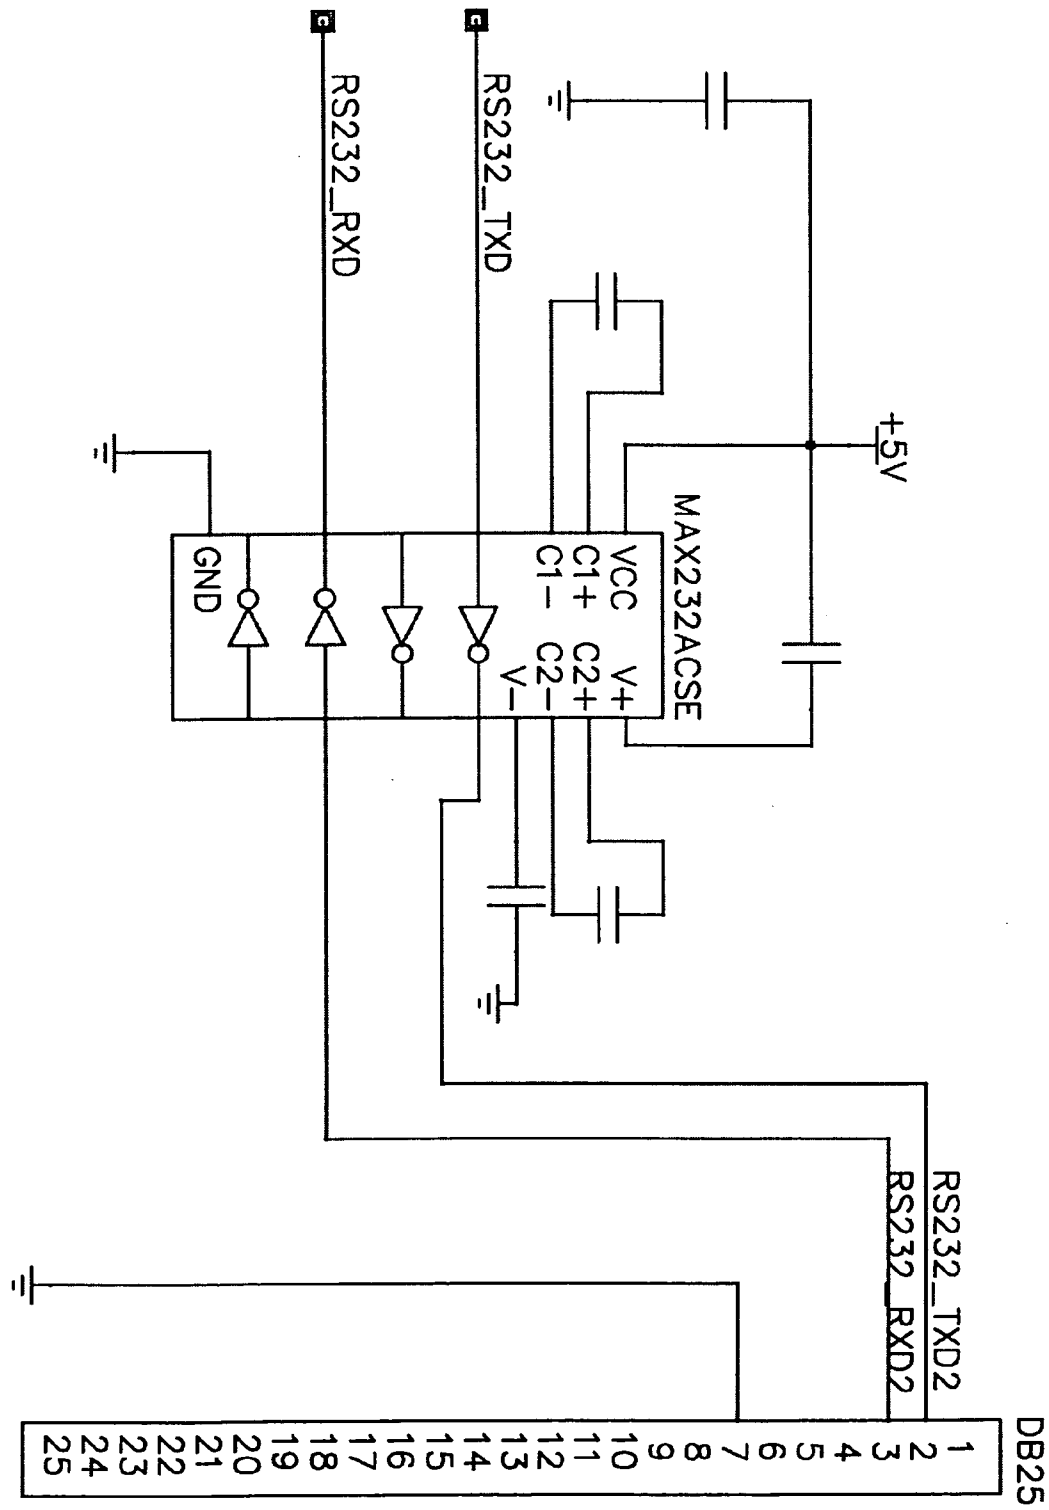 DB25
1
2
3
4
5
6
7
8
9
10
11
12
13
14
15
16
17
18
19
20
21
22
23
24
25
RS232_TXD2
RS232_RXD2
+5V
MAX232ACSE
VCC V+
C1+ C2+
C1- C2-
V-
GND
C
RS232_TXD
C
RS232_RXD